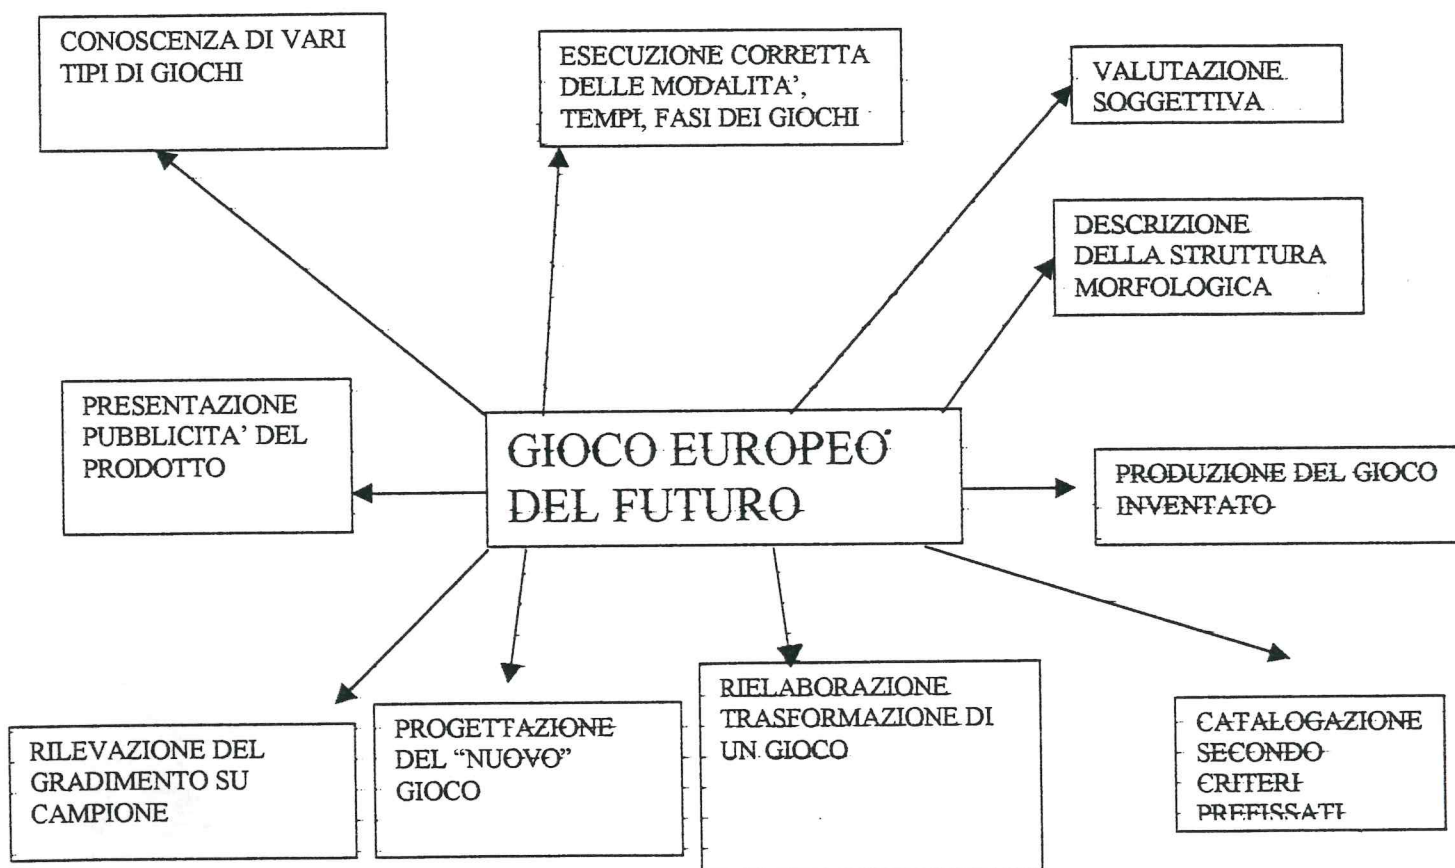 CONOSCENZA DI VARI
TIPI DI GIOCHI
ESECUZIONE CORRETTA
DELLE MODALITA',
TEMPI, FASI DEI GIOCHI
VALUTAZIONE
SOGGETTIVA
DESCRIZIONE
DELLA STRUTTURA
MORFOLOGICA
PRESENTAZIONE
PUBBLICITA' DEL
PRODOTTO
GIOCO EUROPEO
DEL FUTURO
PRODUZIONE DEL GIOCO
INVENTATO
RILEVAZIONE DEL
GRADIMENTO SU
CAMPIONE
PROGETTAZIONE
DEL “NUOVO”
GIOCO
RIELABORAZIONE
TRASFORMAZIONE DI
UN GIOCO
CATALOGAZIONE
SECONDO
CRITERI
PREFISSATI